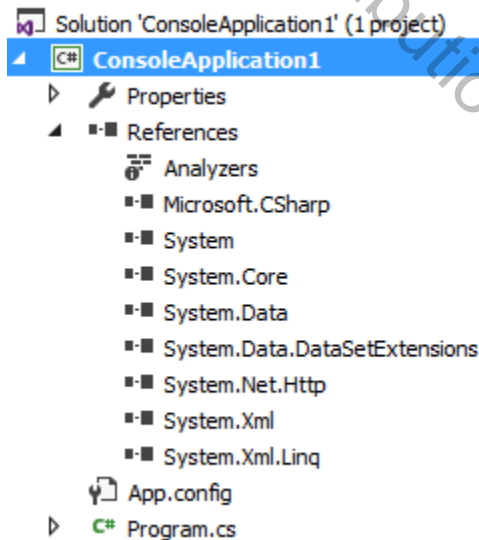 Solution 'ConsoleApplication1' (1 project)
C# ConsoleApplication1
Properties
References
Analyzers
Microsoft.CSharp
System
System.Core
System.Data
System.Data.DataSetExtensions
System.Net.Http
System.Xml
System.Xml.Linq
App.config
C# Program.cs